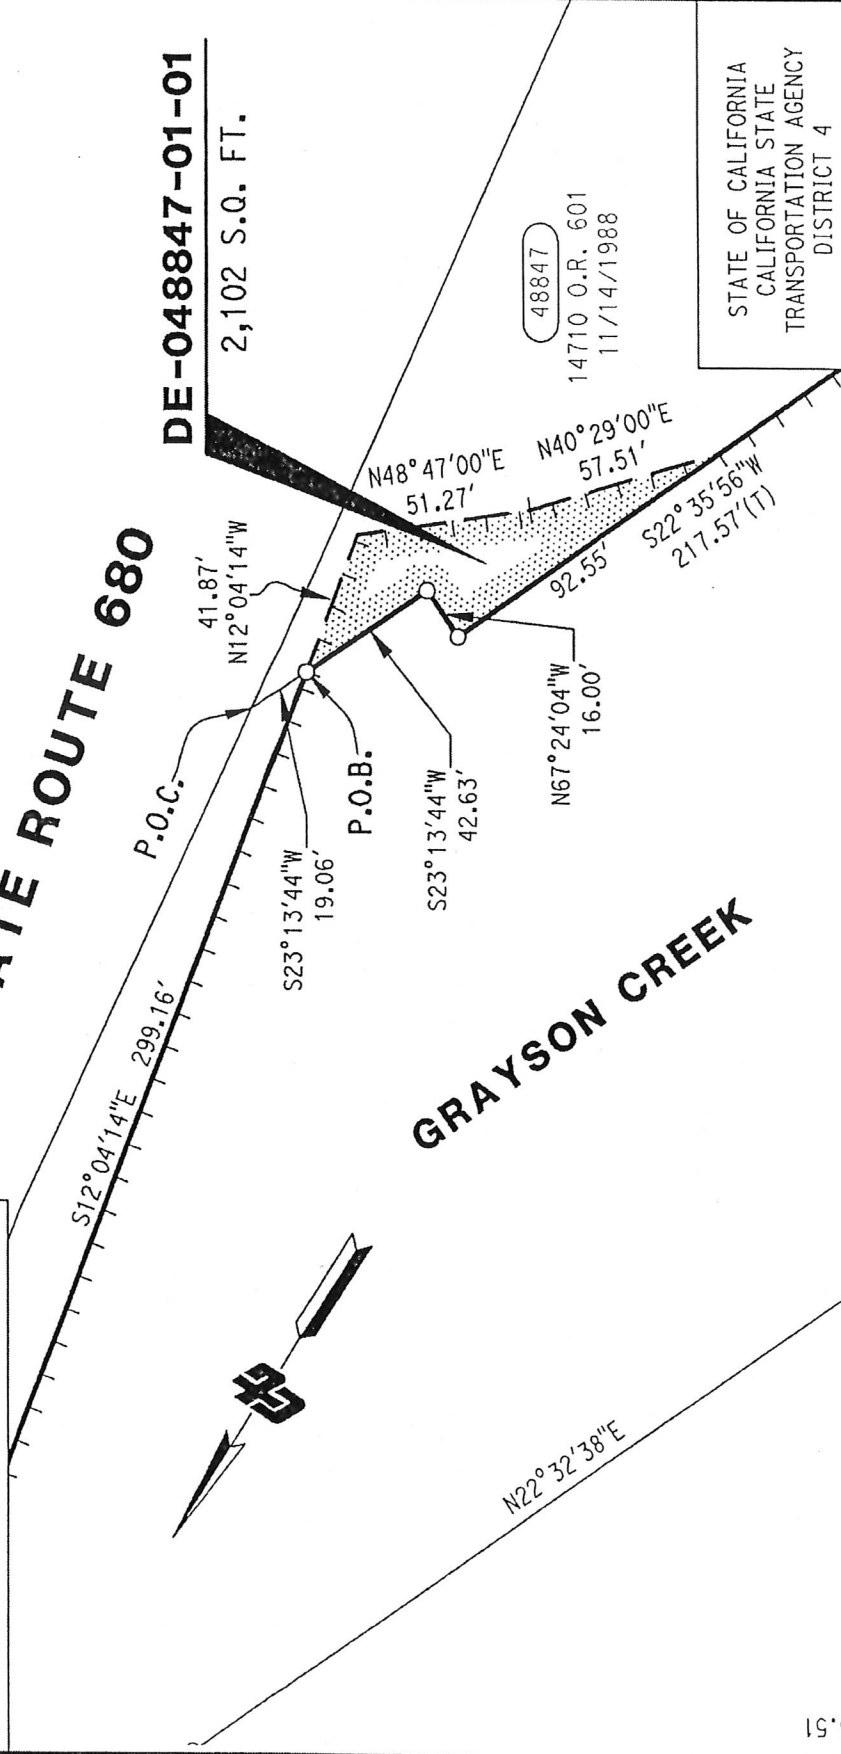 DE-048847-01-01
2,102 S.Q. FT.
ROUTE 680
48847
14710 O.R. 601
11/14/1988
STATE OF CALIFORNIA
CALIFORNIA STATE
TRANSPORTATION AGENCY
DISTRICT 4
N48°47'00"E
51.27'
N40°29'00"E
57.51'
41.87'
N12°04'14"W
S22°35'56"W
217.57'(T)
92.55'
P.O.C.
P.O.B.
N67°24'04"W
16.00'
S23°13'44"W
42.63'
S23°13'44"W
19.06'
S12°04'14"E 299.16'
GRAYSON CREEK
N22°32'38"E